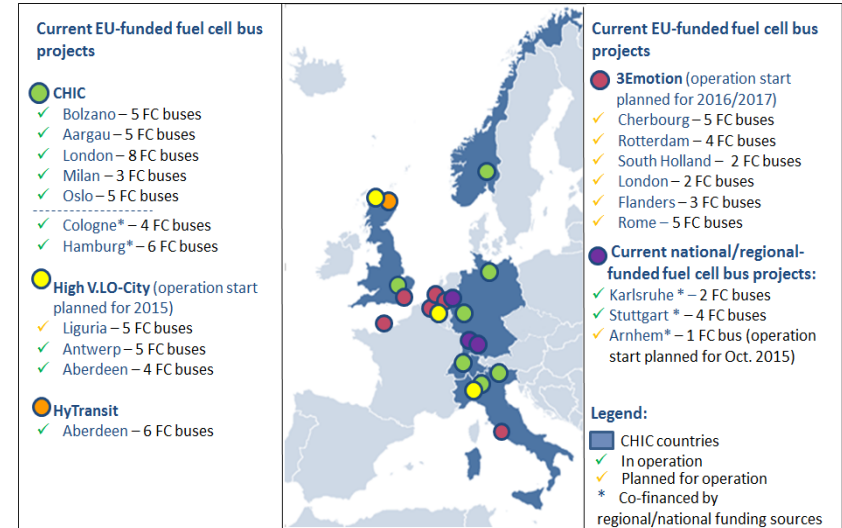 Current EU-funded fuel cell bus
projects
CHIC
✓ Bolzano – 5 FC buses
✓ Aargau – 5 FC buses
✓ London – 8 FC buses
✓ Milan – 3 FC buses
✓ Oslo – 5 FC buses
✓ Cologne* – 4 FC buses
✓ Hamburg* – 6 FC buses
High V.LO-City (operation start
planned for 2015)
✓ Liguria – 5 FC buses
✓ Antwerp – 5 FC buses
✓ Aberdeen – 4 FC buses
HyTransit
✓ Aberdeen – 6 FC buses
Current EU-funded fuel cell bus
projects
3Emotion (operation start
planned for 2016/2017)
✓ Cherbourg – 5 FC buses
✓ Rotterdam – 4 FC buses
✓ South Holland – 2 FC buses
✓ London – 2 FC buses
✓ Flanders – 3 FC buses
✓ Rome – 5 FC buses
Current national/regional-
funded fuel cell bus projects:
✓ Karlsruhe * – 2 FC buses
✓ Stuttgart * – 4 FC buses
✓ Arnhem* – 1 FC bus (operation
start planned for Oct. 2015)
Legend:
CHIC countries
✓ In operation
✓ Planned for operation
* Co-financed by
regional/national funding sources